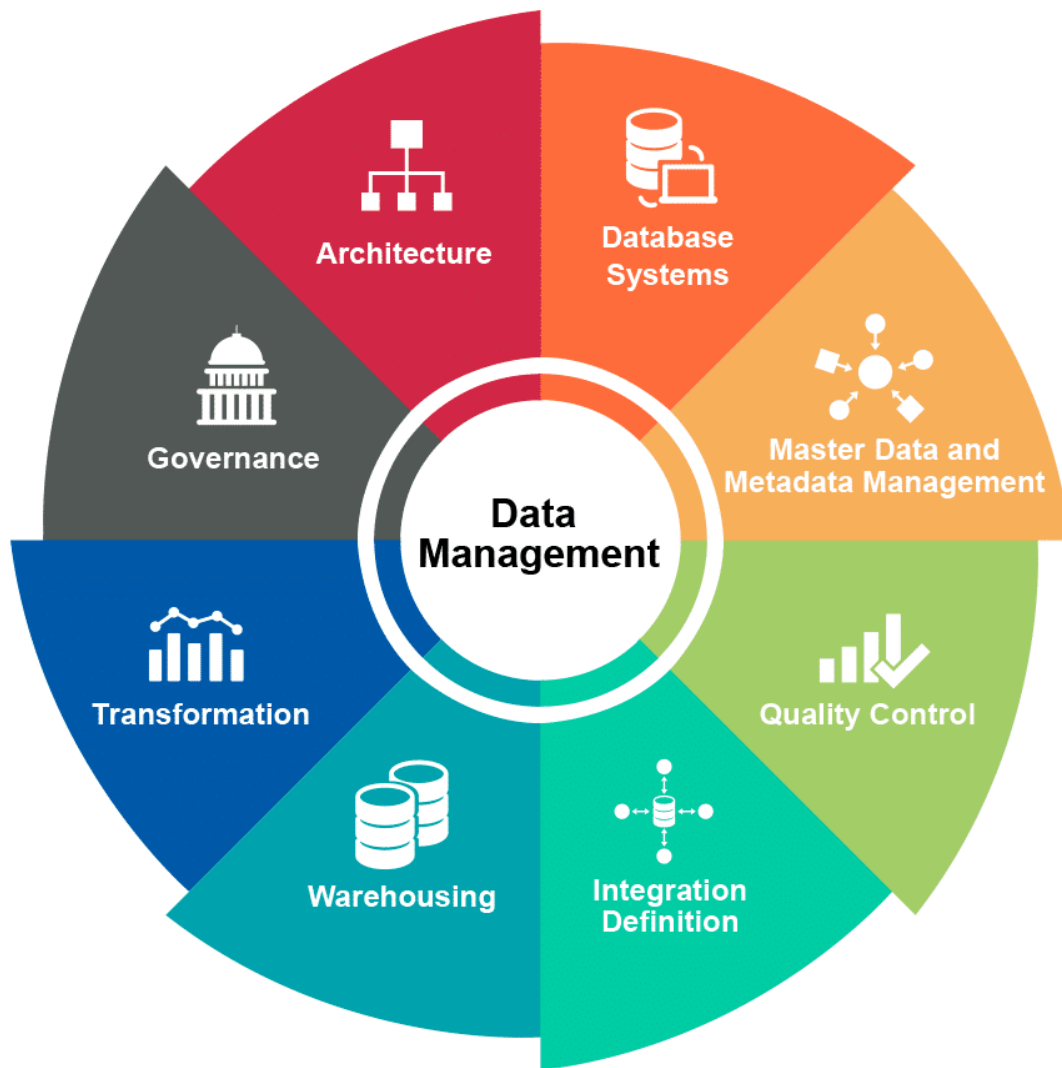 Architecture
Database
Systems
Governance
Master Data and
Metadata Management
Data
Management
Transformation
Quality Control
Warehousing
Integration
Definition